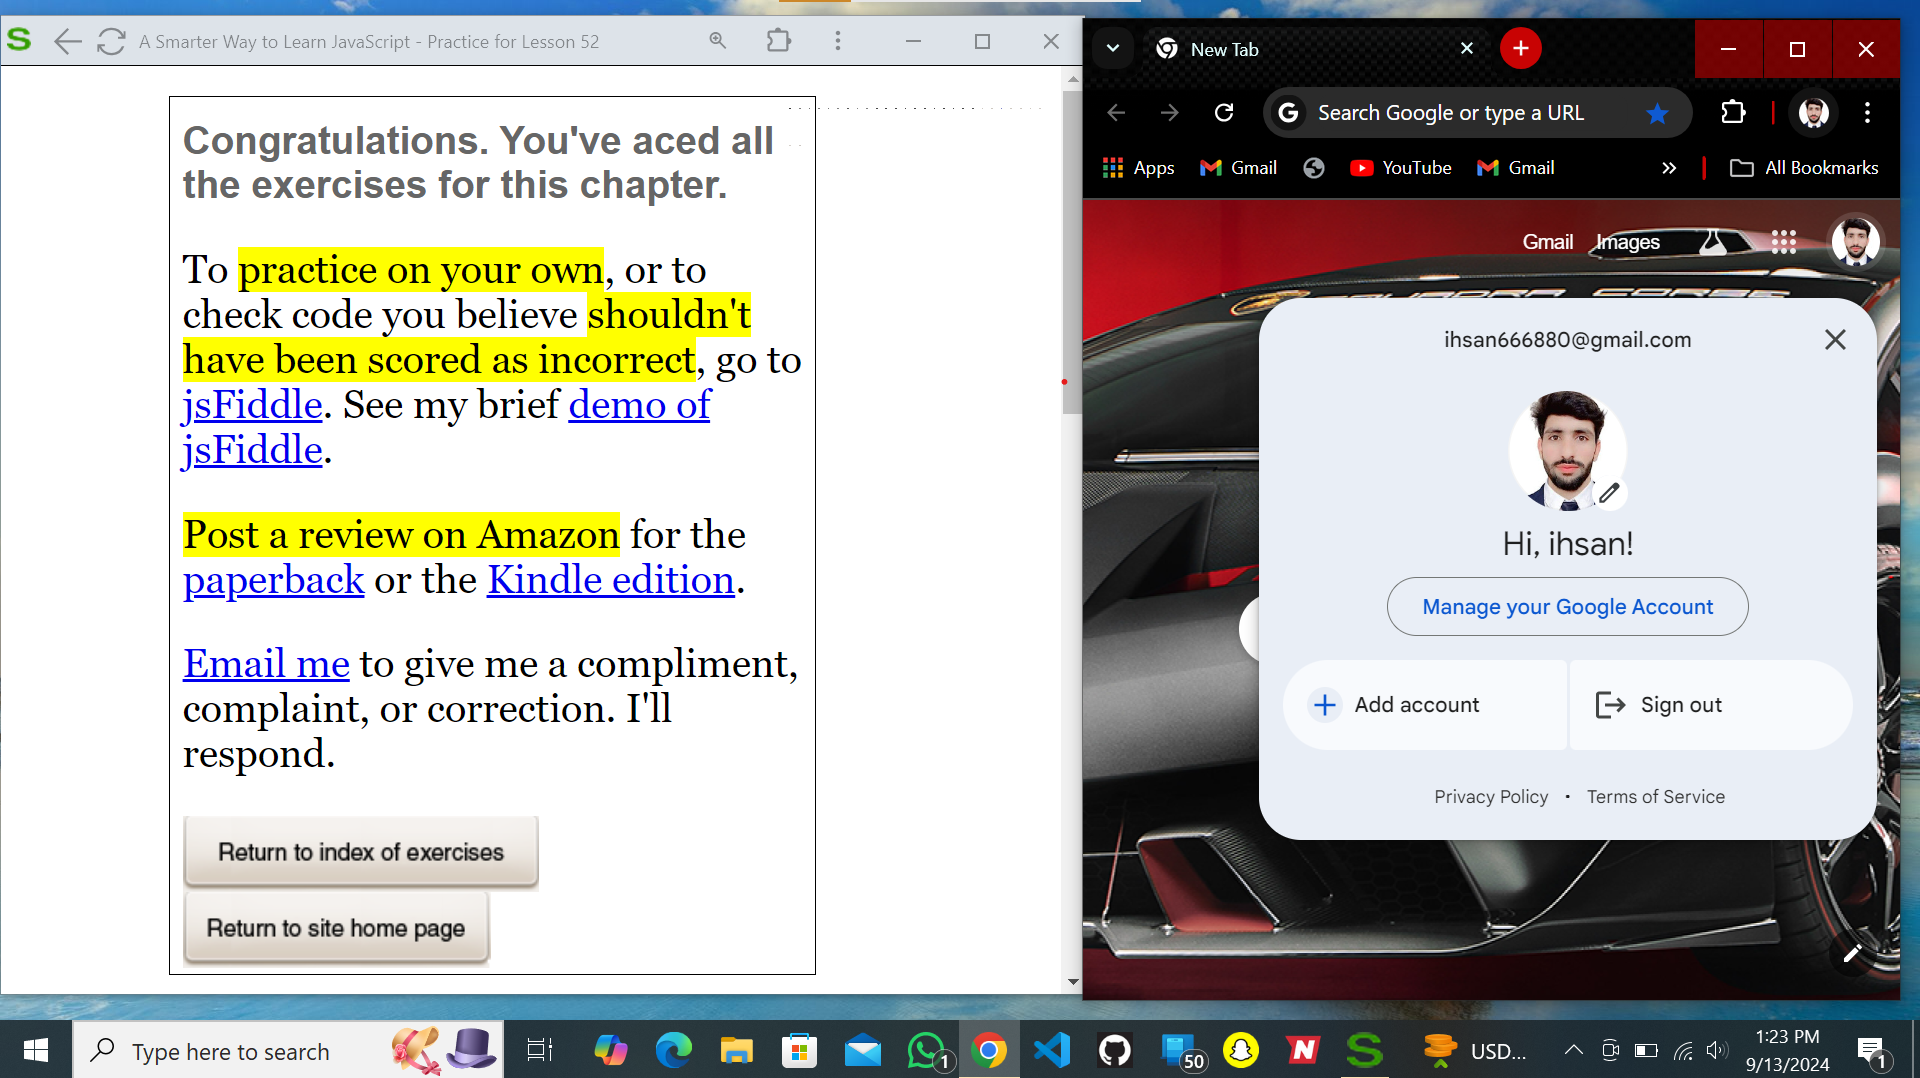 A Smarter Way to Learn JavaScript - Practice for Lesson 52
Congratulations. You've aced all
the exercises for this chapter.
To practice on your own, or to
check code you believe shouldn't
have been scored as incorrect, go to
jsFiddle. See my brief demo of
jsFiddle.
Post a review on Amazon for the
paperback or the Kindle edition.
Email me to give me a compliment,
complaint, or correction. I'll
respond.
Return to index of exercises
Return to site home page
New Tab
Search Google or type a URL
Apps
Gmail
YouTube
Gmail
All Bookmarks
Gmail
Images
ihsan666880@gmail.com
Hi, ihsan!
Manage your Google Account
Add account
Sign out
Privacy Policy • Terms of Service
Type here to search
1
50
USD...
1:23 PM
9/13/2024
1